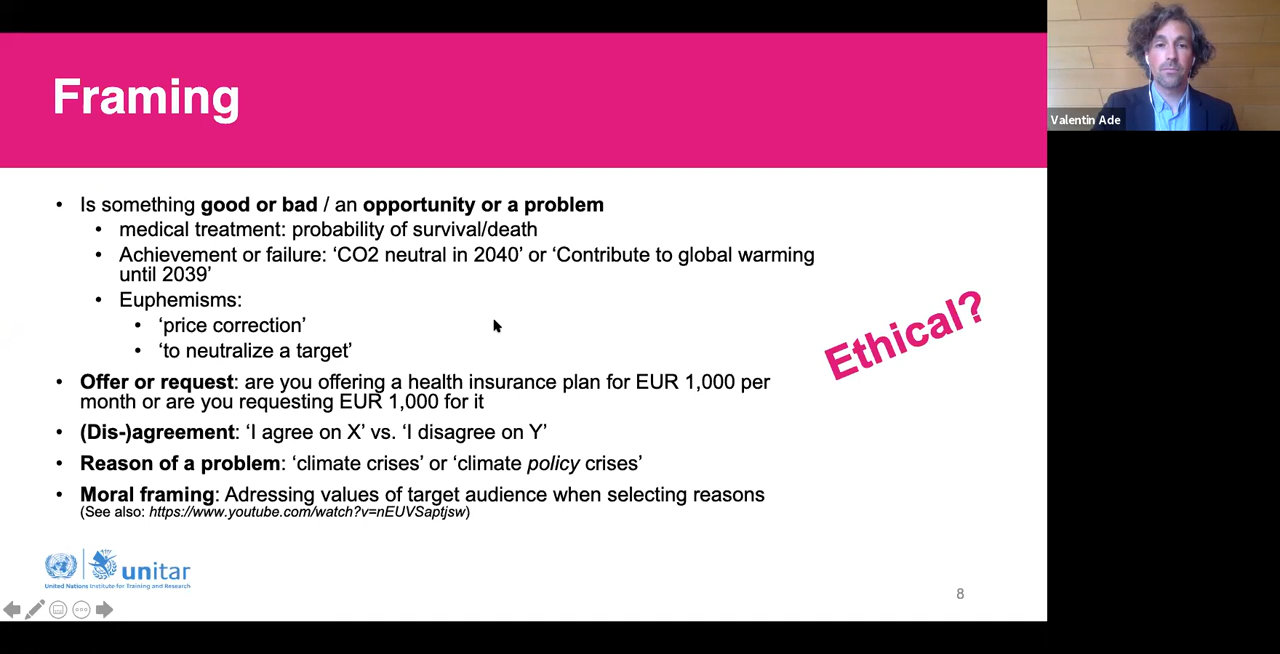 Framing
Valentin Ade
• Is something good or bad / an opportunity or a problem
• medical treatment: probability of survival/death
• Achievement or failure: ‘CO2 neutral in 2040’ or ‘Contribute to global warming
until 2039’
• Euphemisms:
• ‘price correction’
• ‘to neutralize a target’
Ethical?
• Offer or request: are you offering a health insurance plan for EUR 1,000 per
month or are you requesting EUR 1,000 for it
• (Dis-)agreement: ‘I agree on X’ vs. ‘I disagree on Y’
• Reason of a problem: ‘climate crises’ or ‘climate policy crises’
• Moral framing: Adressing values of target audience when selecting reasons
(See also: https://www.youtube.com/watch?v=nEUVSaptjsw)
unitar
United Nations Institute for Training and Research
8